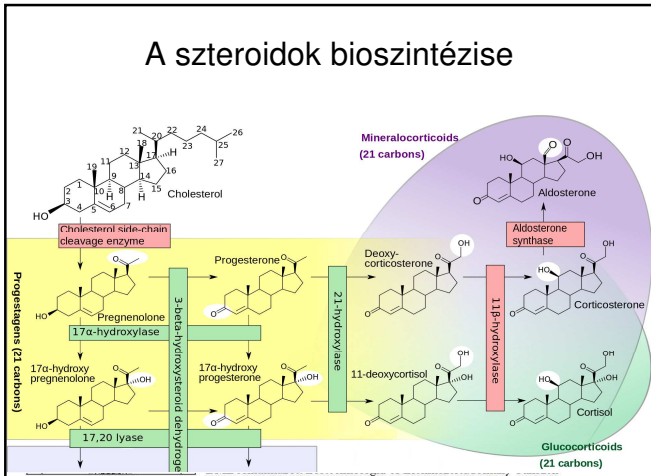 A szteroidok bioszintézise
21
20
22
24
26
18
23
25
12
17
H
27
19
11
13
16
1
9
14
15
2
10
8
H
H
3
5
7
HO
4
6
Cholesterol
Cholesterol side-chain
cleavage enzyme
Mineralocorticoids
(21 carbons)
O
O
OH
HO
O
Aldosterone
Aldosterone
synthase
Progestagens (21 carbons)
O
HO
Pregnenolone
3-beta-hydroxysteroid dehydroge
Progesterone
O
O
21-hydroxylase
Deoxy-
corticosterone
OH
O
O
11β-hydroxylase
OH
O
HO
O
Corticosterone
17α-hydroxylase
17α-hydroxy
pregnenolone
O
OH
HO
17α-hydroxy
progesterone
O
OH
O
11-deoxycortisol
OH
O
OH
O
OH
O
HO
OH
O
Cortisol
17,20 lyase
Glucocorticoids
(21 carbons)